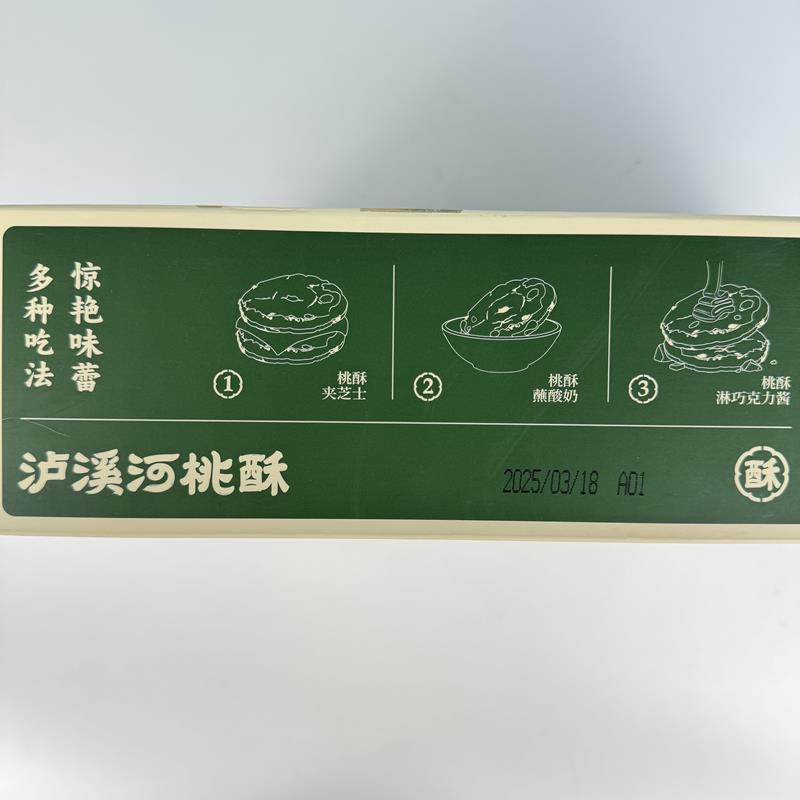 惊艳味蕾
多种吃法
①
桃酥
夹芝士
②
桃酥
蘸酸奶
③
桃酥
淋巧克力酱
泸溪河桃酥
2025/03/18 A01
酥